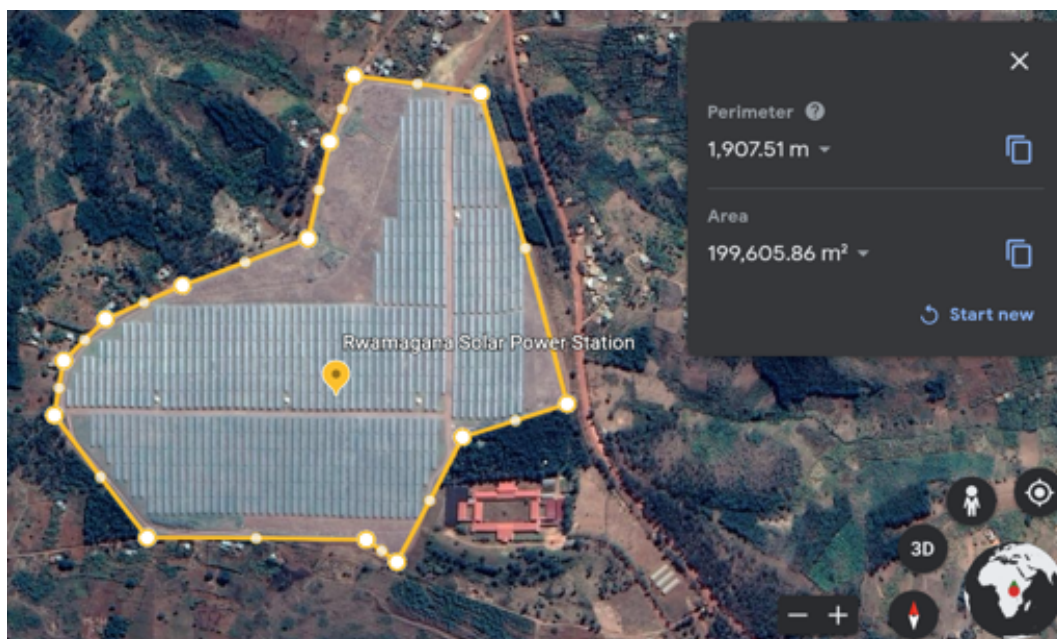 Perimeter ?
1,907.51 m
Area
199,605.86 m²
Start new
Rwamagana Solar Power Station
3D